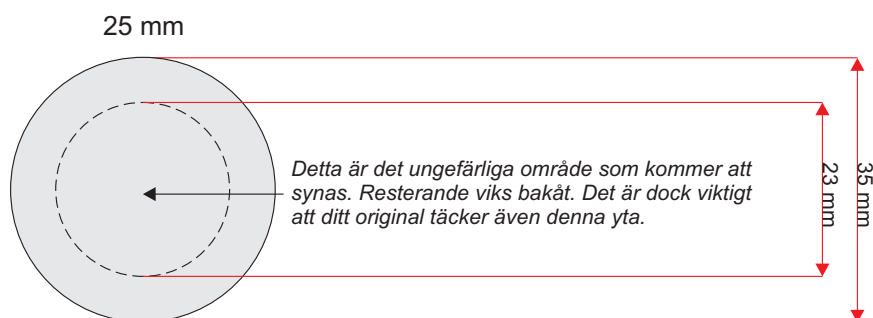 25 mm
Detta är det ungefärliga område som kommer att
synas. Resterande viks bakåt. Det är dock viktigt
att ditt original täcker även denna yta.
23 mm
35 mm